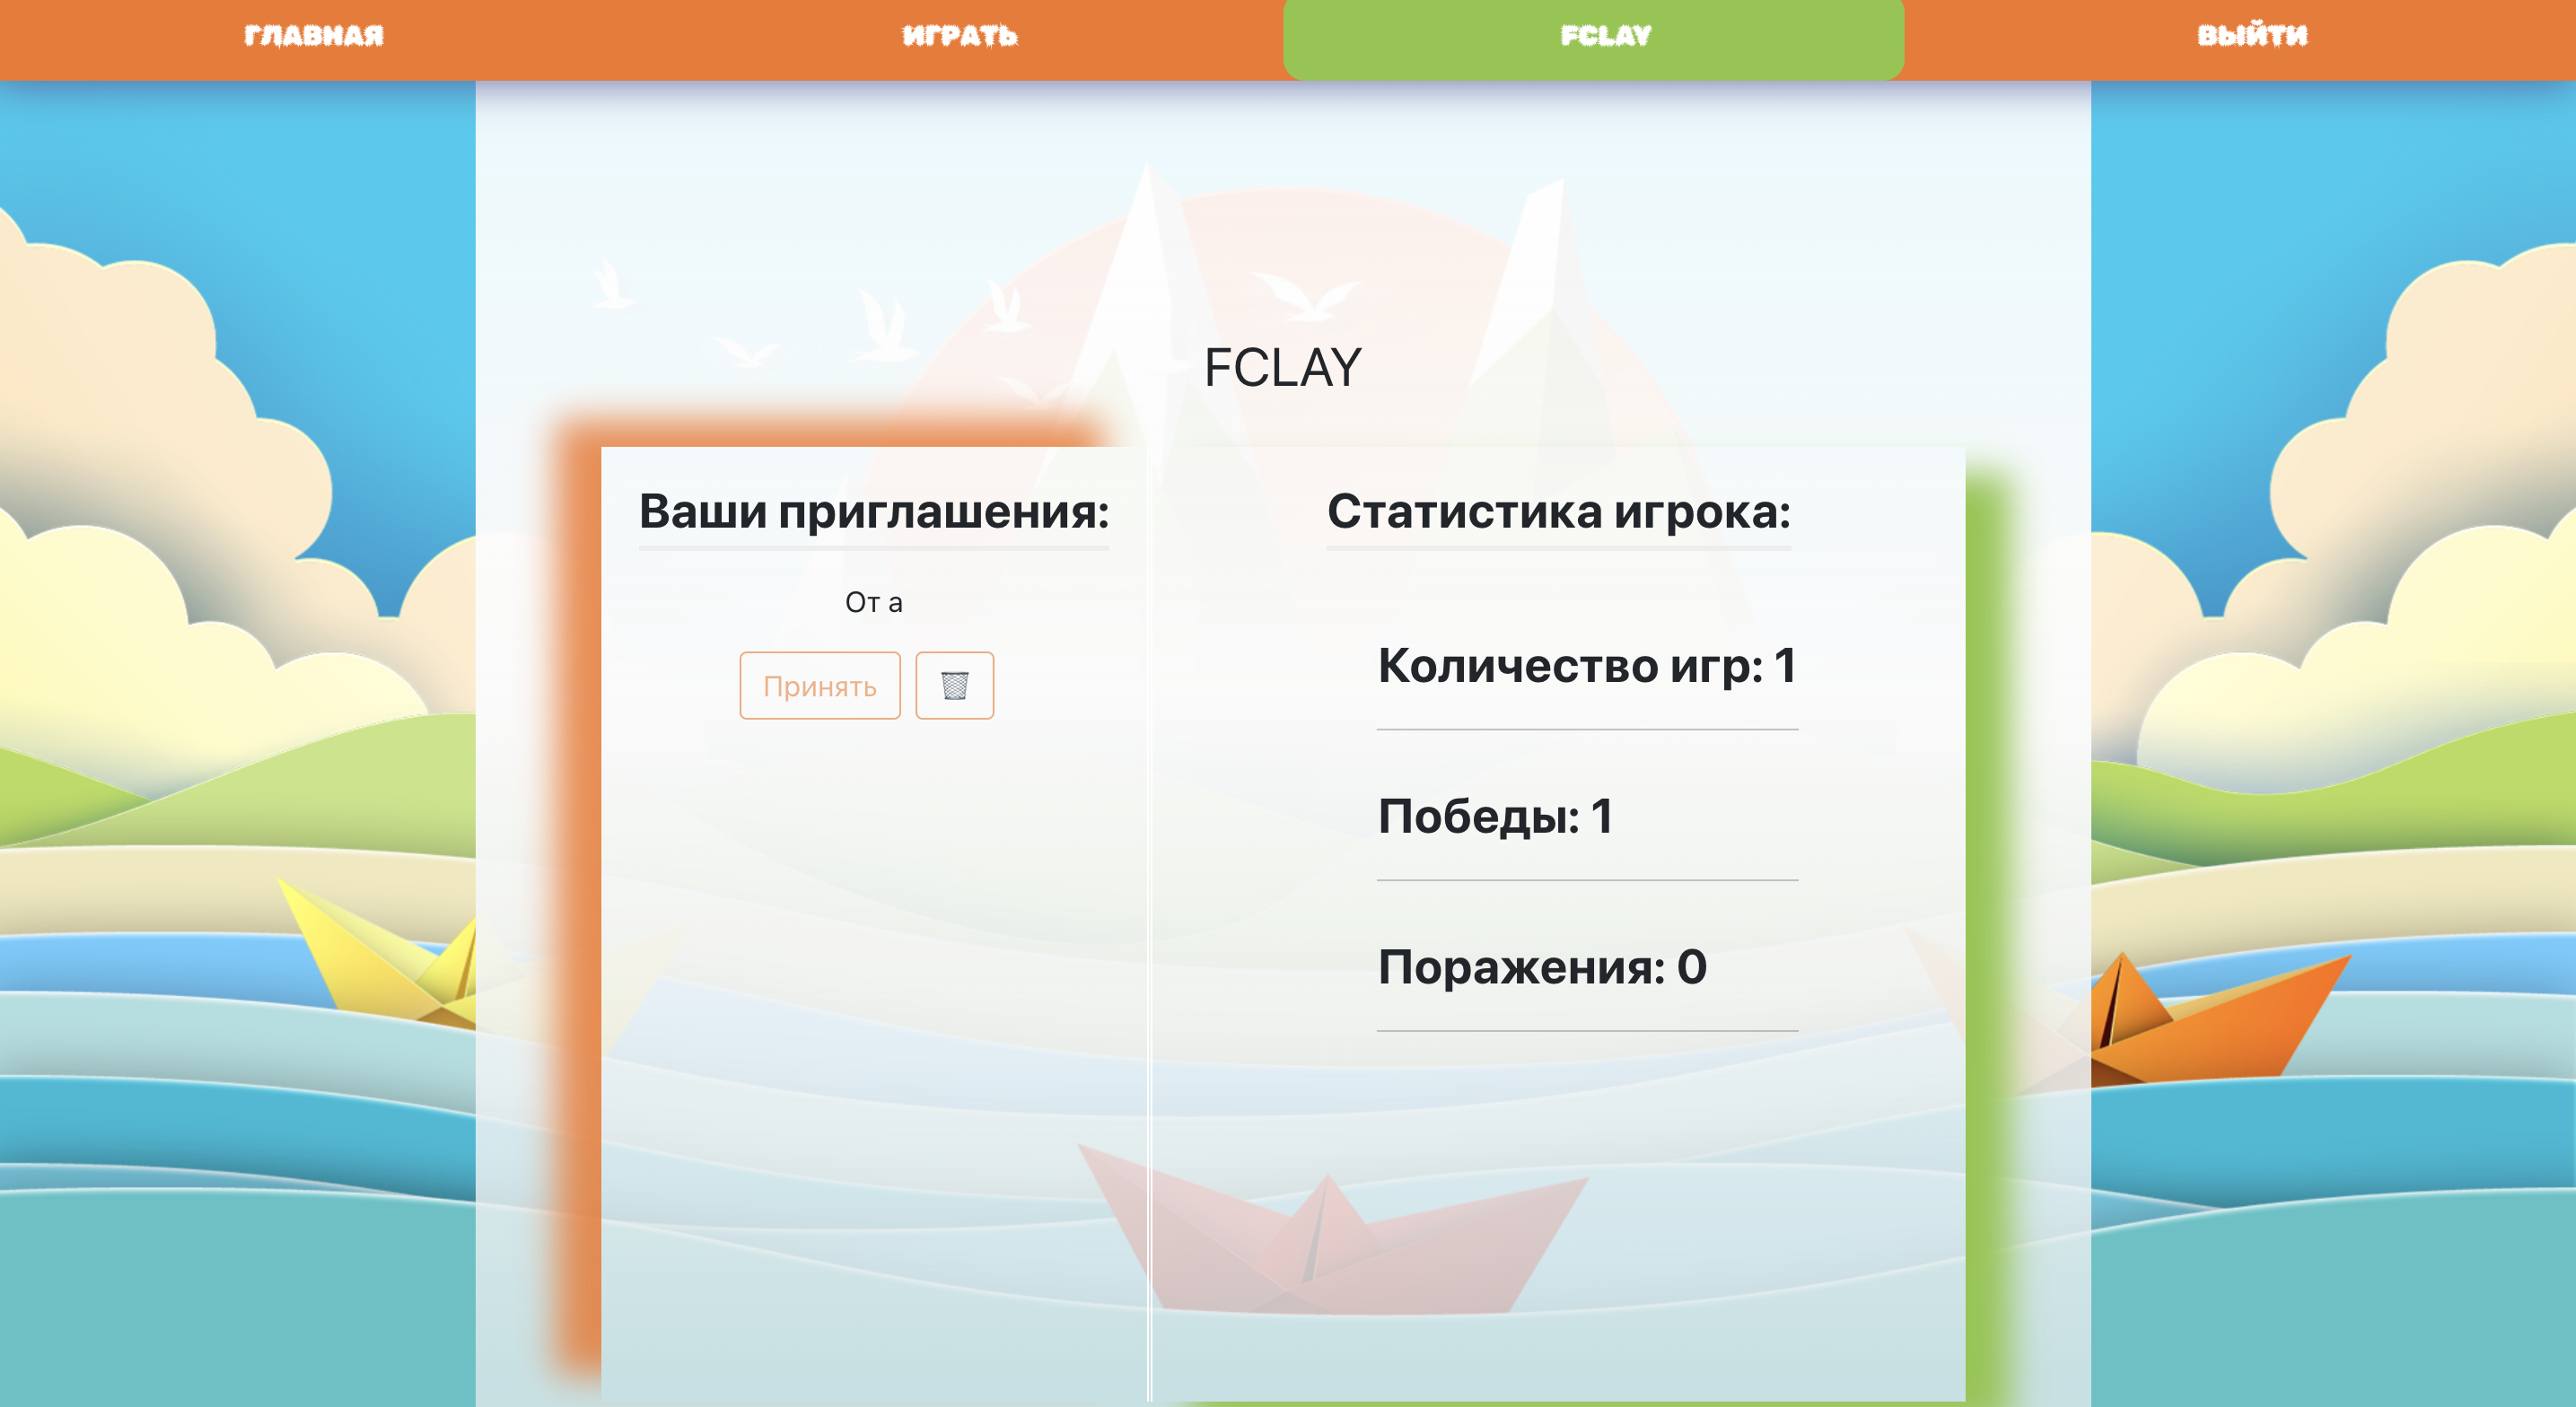 ГЛАВНАЯ
ИГРАТЬ
FCLAY
ВЫЙТИ
FCLAY
Ваши приглашения:
От a
Принять
Статистика игрока:
Количество игр: 1
Победы: 1
Поражения: 0